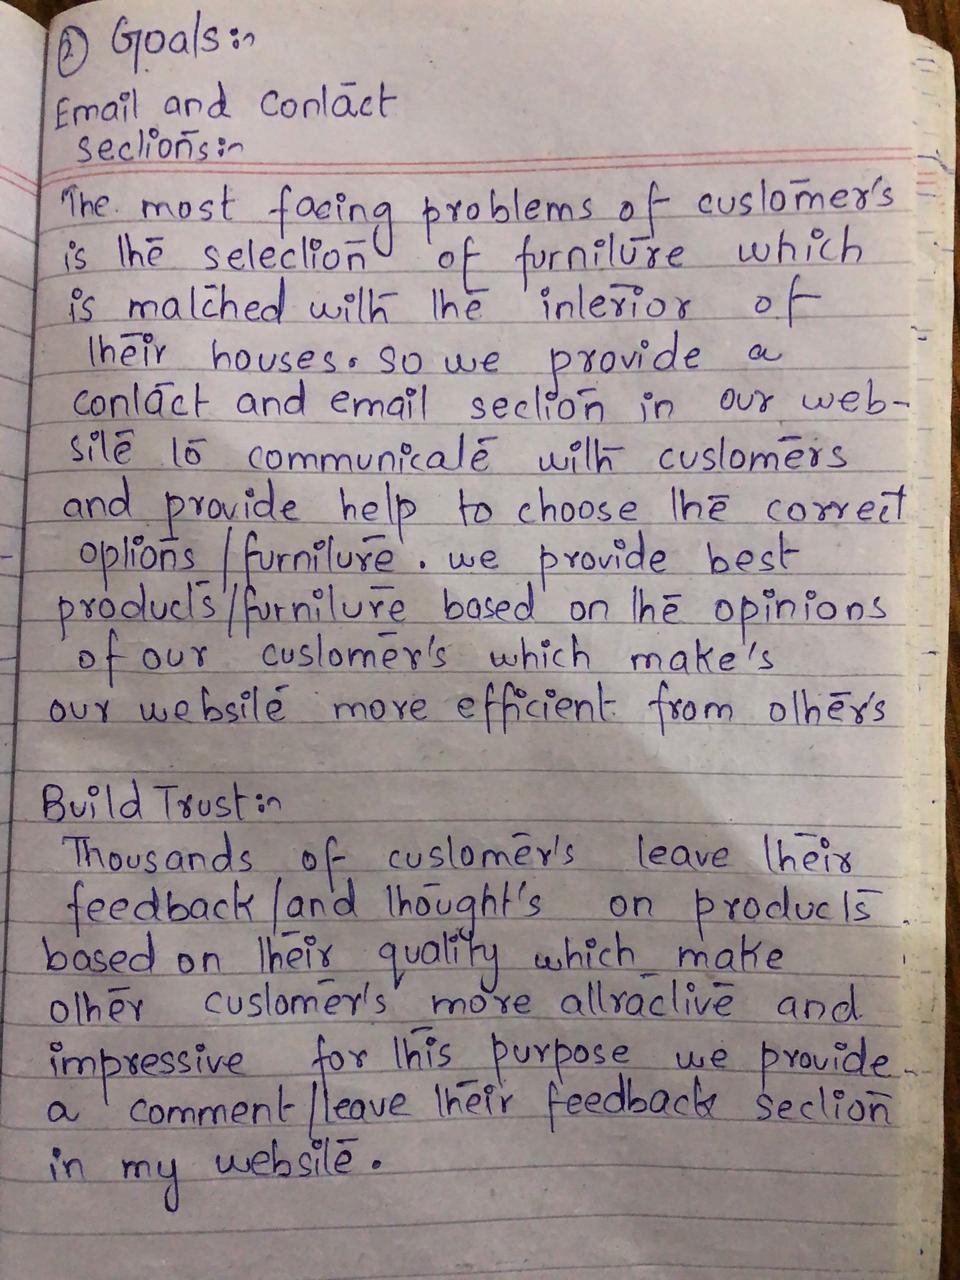 ② Goals:~
Email and Contact
Sections:~
The most facing problems of customer's
is the selection of furniture which
is matched with the interior of
their houses. So we provide a
contact and email section in our web-
site to communicate with customers
and provide help to choose the correct
options/furniture. we provide best
products/furniture based on the opinions
of our customer's which make's
our website more efficient from other's
Build Trust:~
Thousands of customer's leave their
feedback/and thought's on products
based on their quality which make
other customer's more attractive and
impressive for this purpose we provide
a comment/leave their feedback section
in my website.